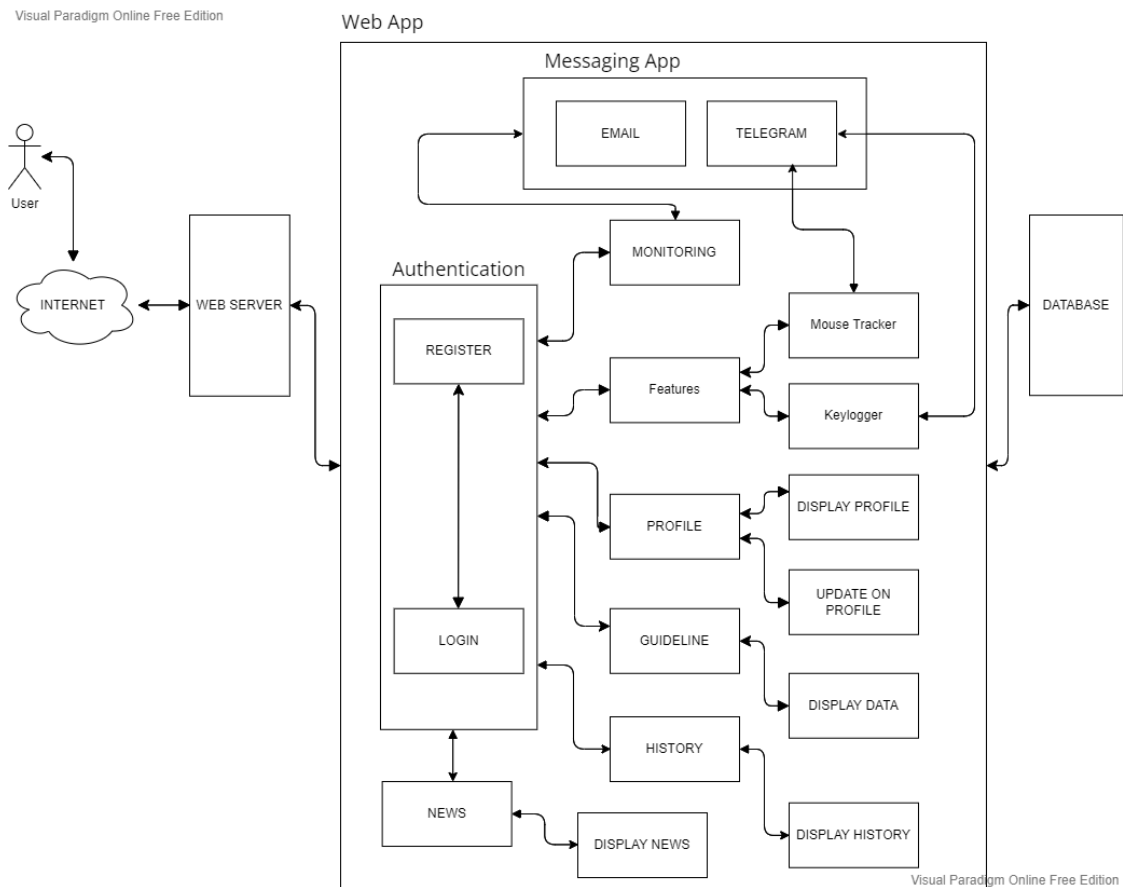 Visual Paradigm Online Free Edition
Web App
Messaging App
EMAIL
TELEGRAM
User
MONITORING
Authentication
INTERNET
WEB SERVER
DATABASE
Mouse Tracker
REGISTER
Features
Keylogger
DISPLAY PROFILE
PROFILE
UPDATE ON
PROFILE
LOGIN
GUIDELINE
DISPLAY DATA
HISTORY
NEWS
DISPLAY NEWS
DISPLAY HISTORY
Visual Paradigm Online Free Edition